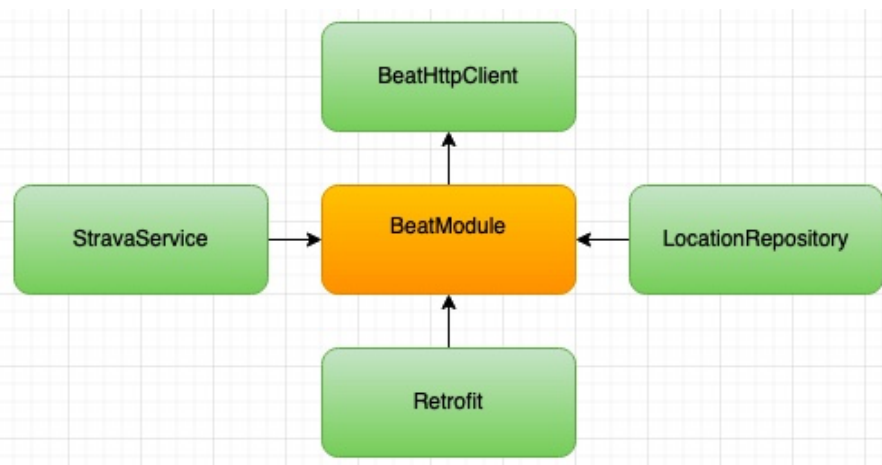 BeatHttpClient
StravaService
BeatModule
LocationRepository
Retrofit